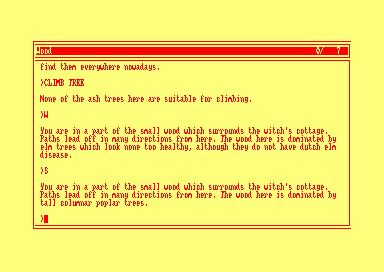 Wood 0/ 7
find them everywhere nowadays.
>CLIMB TREE
None of the ash trees here are suitable for climbing.
>W
You are in a part of the small wood which surrounds the witch's cottage.
Paths lead off in many directions from here. The wood here is dominated by
elm trees which look none too healthy, although they do not have dutch elm
disease.
>S
You are in a part of the small wood which surrounds the witch's cottage.
Paths lead off in many directions from here. The wood here is dominated by
tall columnar poplar trees.
>